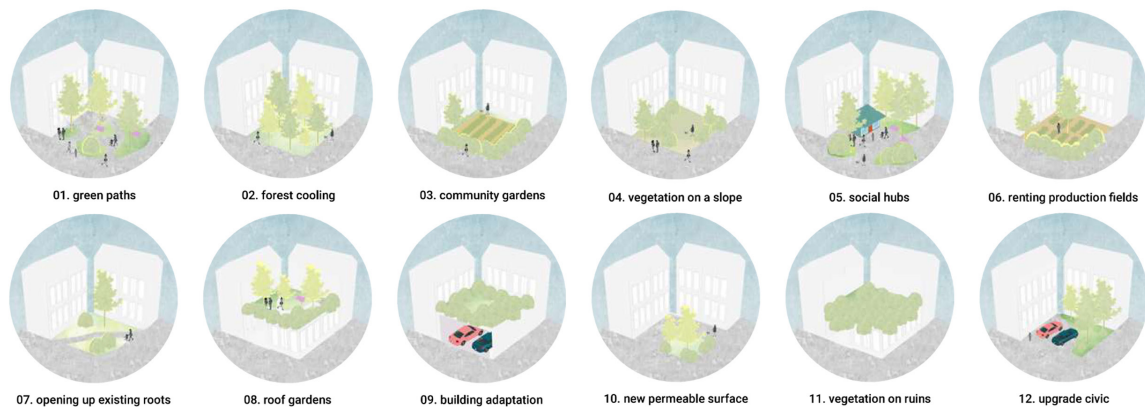 01. green paths
02. forest cooling
03. community gardens
04. vegetation on a slope
05. social hubs
06. renting production fields
07. opening up existing roots
08. roof gardens
09. building adaptation
10. new permeable surface
11. vegetation on ruins
12. upgrade civic